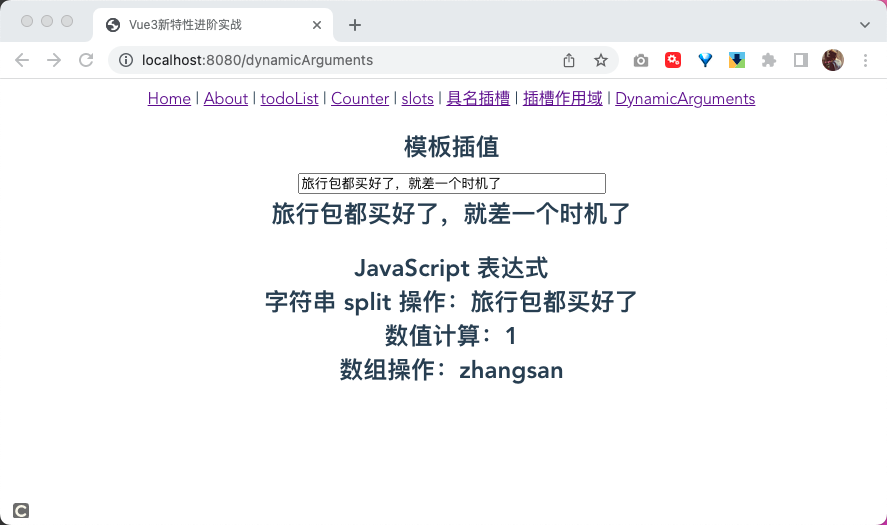 Vue3新特性进阶实战
localhost:8080/dynamicArguments
Home | About | todoList | Counter | slots | 具名插槽 | 插槽作用域 | DynamicArguments
模板插值
旅行包都买好了，就差一个时机了
旅行包都买好了，就差一个时机了
JavaScript 表达式
字符串 split 操作：旅行包都买好了
数值计算：1
数组操作：zhangsan
C